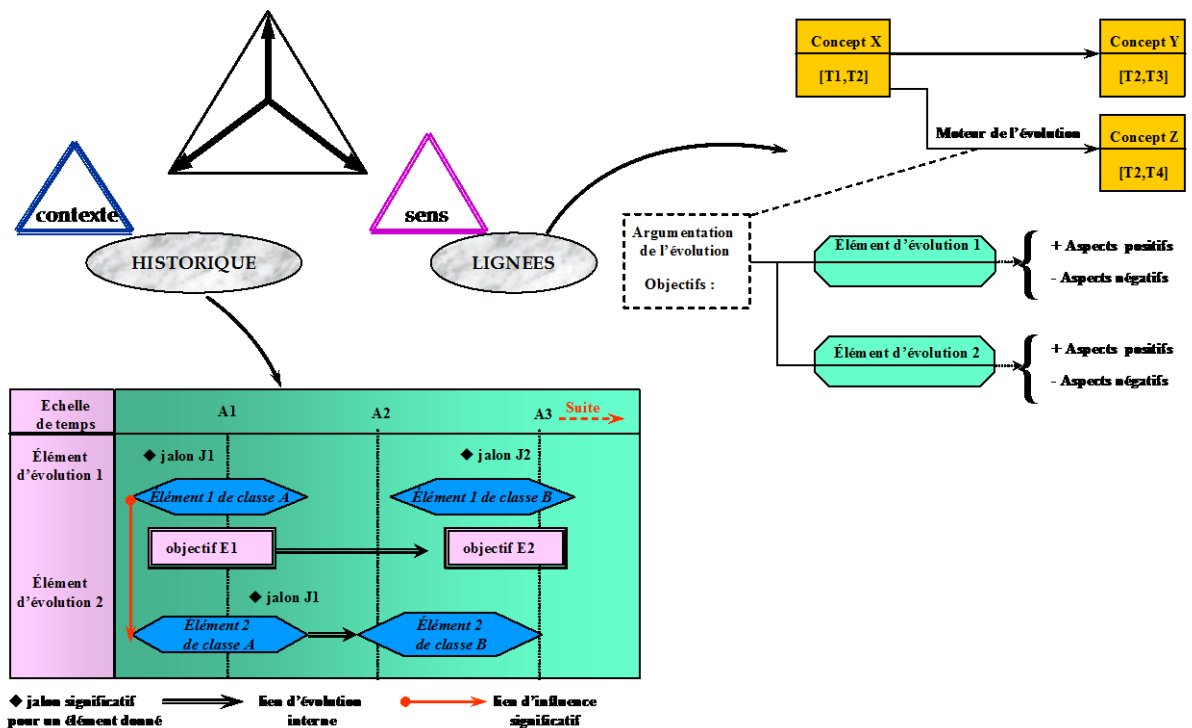 Concept X
[T1,T2]
Concept Y
[T2,T3]
Moteur de l'évolution
Concept Z
[T2,T4]
contexte
HISTORIQUE
sens
LIGNEES
Argumentation
de l'évolution
Objectifs :
Élément d'évolution 1
+ Aspects positifs
- Aspects négatifs
Élément d'évolution 2
+ Aspects positifs
- Aspects négatifs
Echelle
de temps
A1
A2
A3
Suite
Élément
d'évolution 1
jalon J1
jalon J2
Élément 1 de classe A
Élément 1 de classe B
objectif E1
objectif E2
Élément
d'évolution 2
jalon J1
Élément 2
de classe A
Élément 2
de classe B
jalon significatif
pour un élément donné
lien d'évolution
interne
lien d'influence
significatif